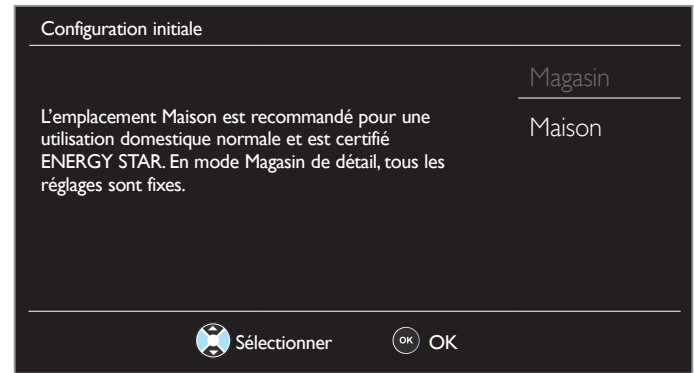 Configuration initiale
Magasin
L'emplacement Maison est recommandé pour une
utilisation domestique normale et est certifié
ENERGY STAR. En mode Magasin de détail, tous les
réglages sont fixes.
Maison
Sélectionner
OK OK